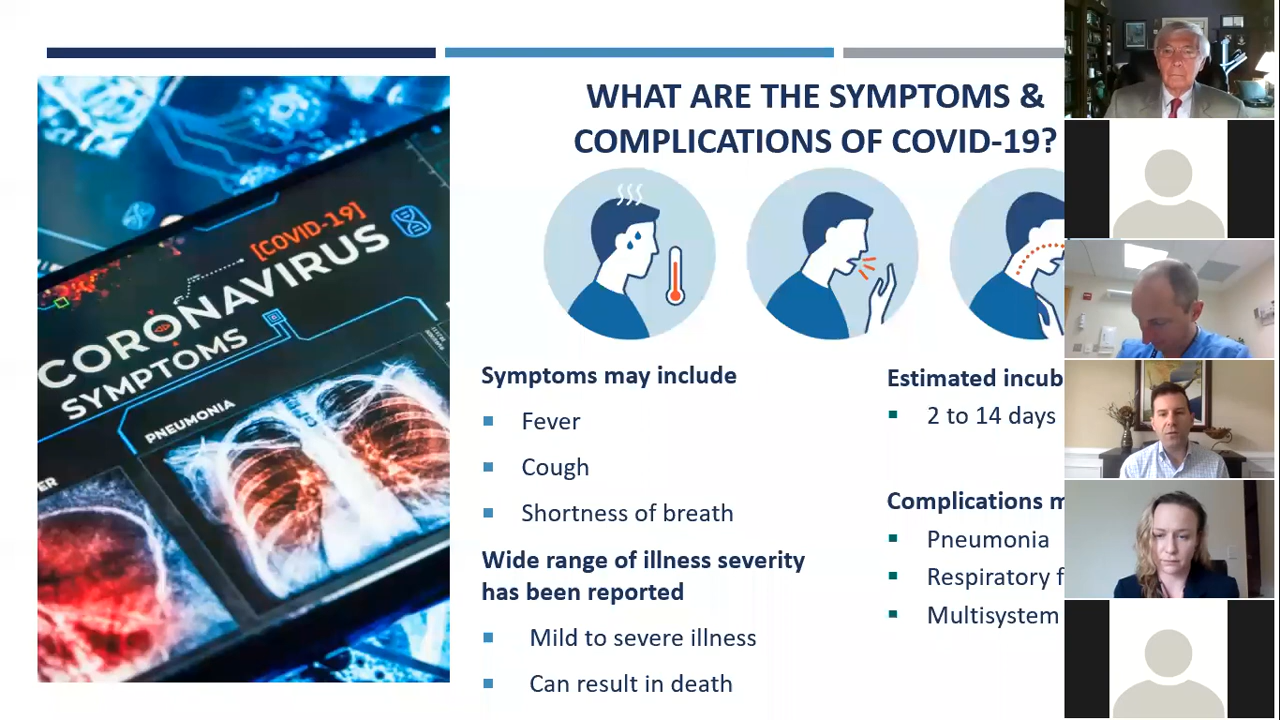 WHAT ARE THE SYMPTOMS &
COMPLICATIONS OF COVID-19?
[COVID-19]
CORONAVIRUS
SYMPTOMS
PNEUMONIA
ER
Symptoms may include
Fever
Cough
Shortness of breath
Wide range of illness severity
has been reported
Mild to severe illness
Can result in death
Estimated incub
2 to 14 days
Complications m
Pneumonia
Respiratory f
Multisystem